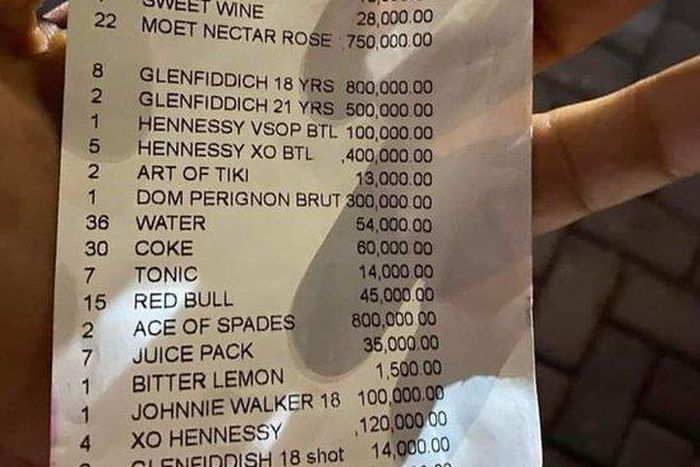 SWEET WINE 28,000.00
22 MOET NECTAR ROSE ,750,000.00
8 GLENFIDDICH 18 YRS 800,000.00
2 GLENFIDDICH 21 YRS 500,000.00
1 HENNESSY VSOP BTL 100,000.00
5 HENNESSY XO BTL ,400,000.00
2 ART OF TIKI 13,000.00
1 DOM PERIGNON BRUT 300,000.00
36 WATER 54,000.00
30 COKE 60,000.00
7 TONIC 14,000.00
15 RED BULL 45,000.00
2 ACE OF SPADES 800,000.00
7 JUICE PACK 35,000.00
1 BITTER LEMON 1,500.00
1 JOHNNIE WALKER 18 100,000.00
4 XO HENNESSY ,120,000.00
GLENFIDDISH 18 shot 14,000.00